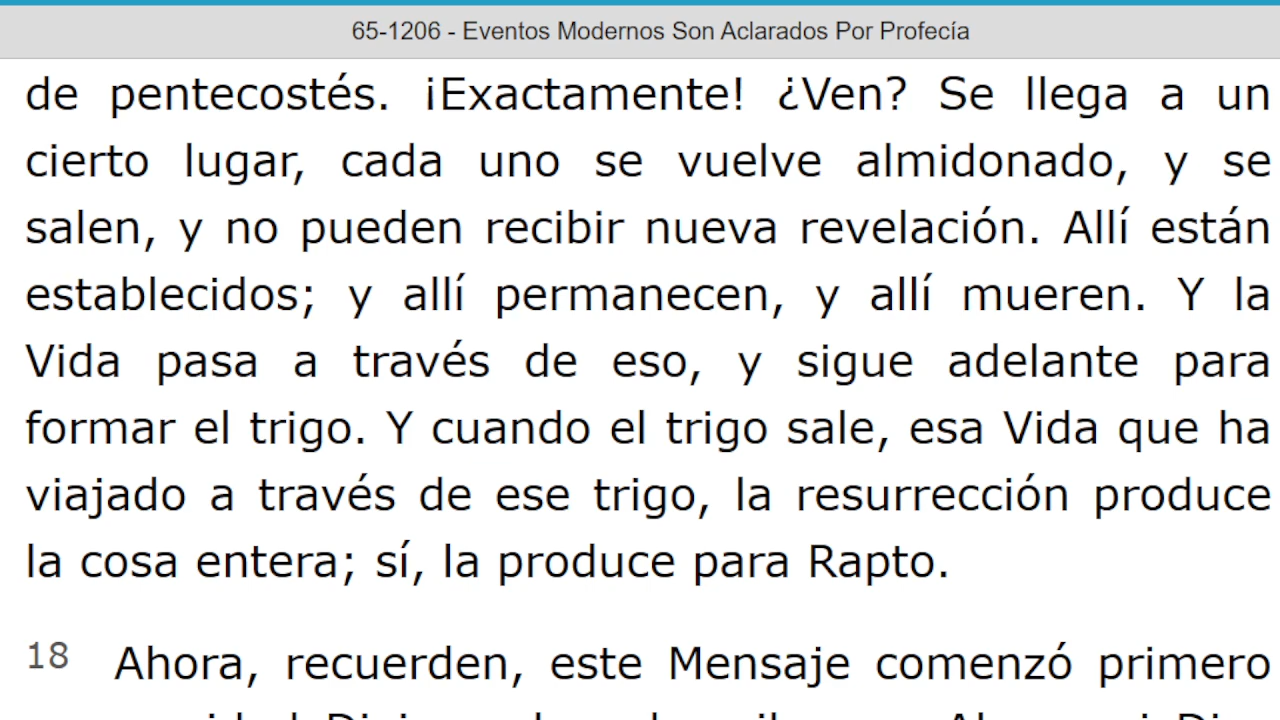 65-1206 - Eventos Modernos Son Aclarados Por Profecía
de pentecostés. ¡Exactamente! ¿Ven? Se llega a un
cierto lugar, cada uno se vuelve almidonado, y se
salen, y no pueden recibir nueva revelación. Allí están
establecidos; y allí permanecen, y allí mueren. Y la
Vida pasa a través de eso, y sigue adelante para
formar el trigo. Y cuando el trigo sale, esa Vida que ha
viajado a través de ese trigo, la resurrección produce
la cosa entera; sí, la produce para Rapto.
18 Ahora, recuerden, este Mensaje comenzó primero